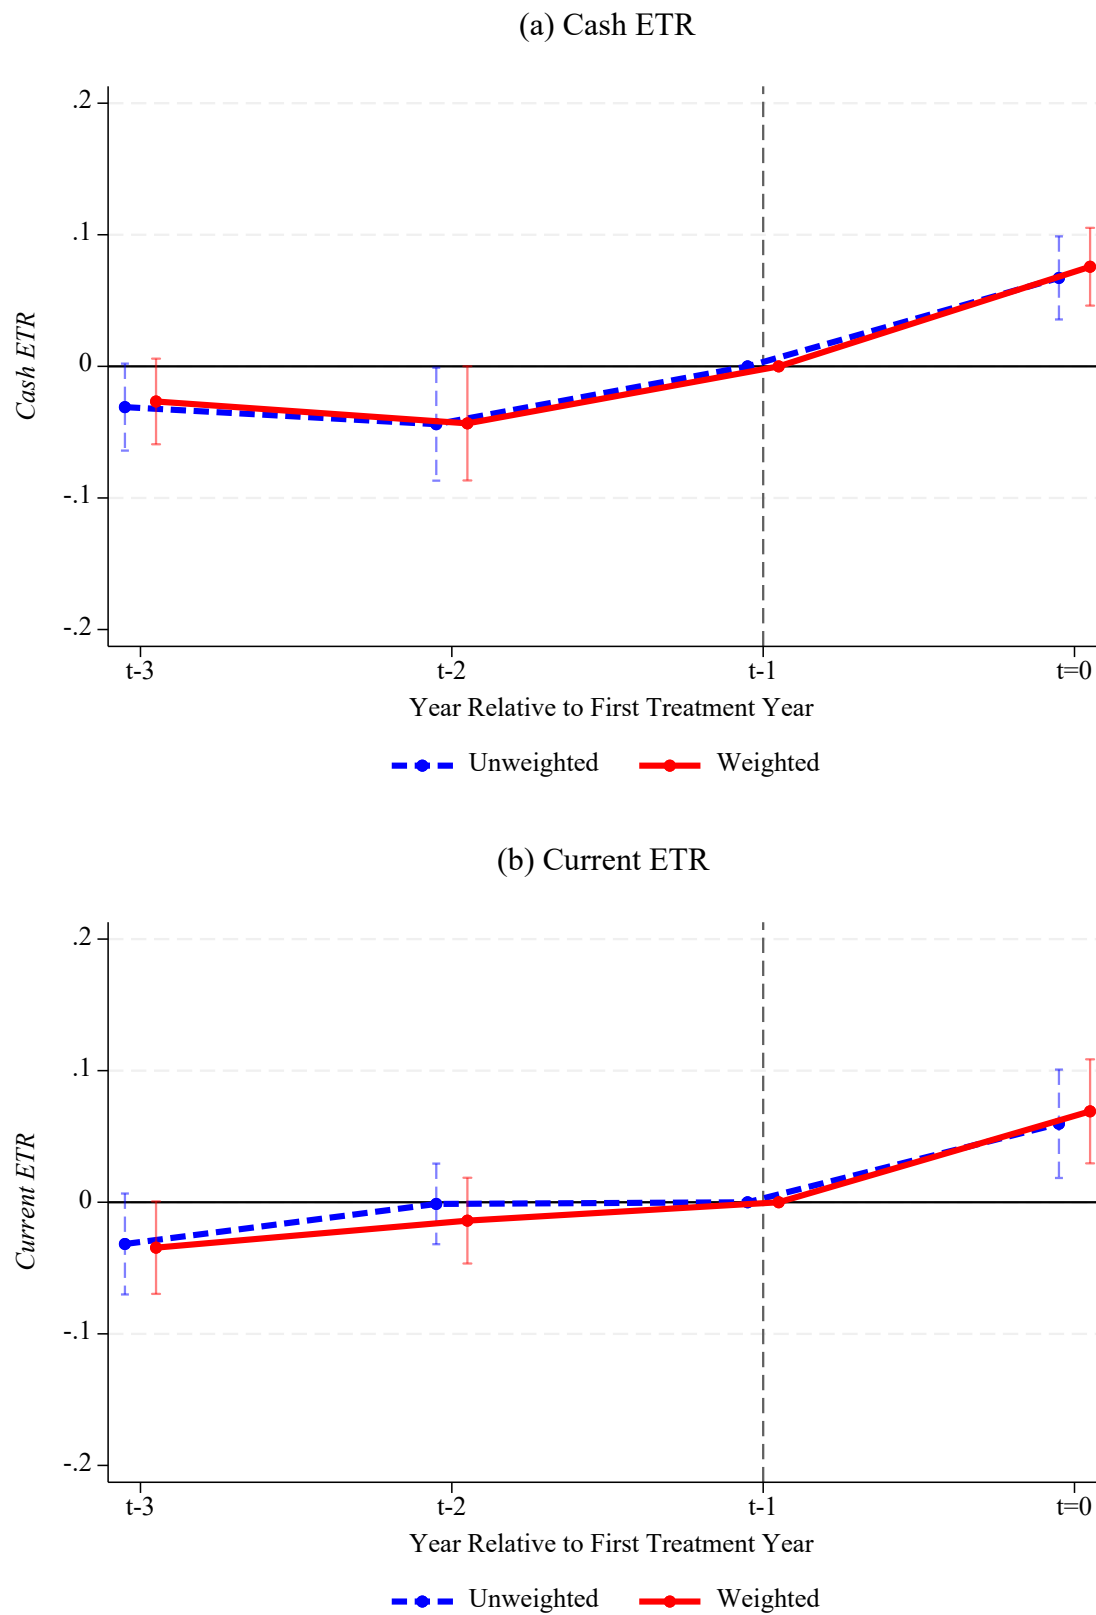 (a) Cash ETR
.2
.1
0
-.1
-.2
Cash ETR
t-3 t-2 t-1 t=0
Year Relative to First Treatment Year
Unweighted Weighted
(b) Current ETR
.2
.1
0
-.1
-.2
Current ETR
t-3 t-2 t-1 t=0
Year Relative to First Treatment Year
Unweighted Weighted